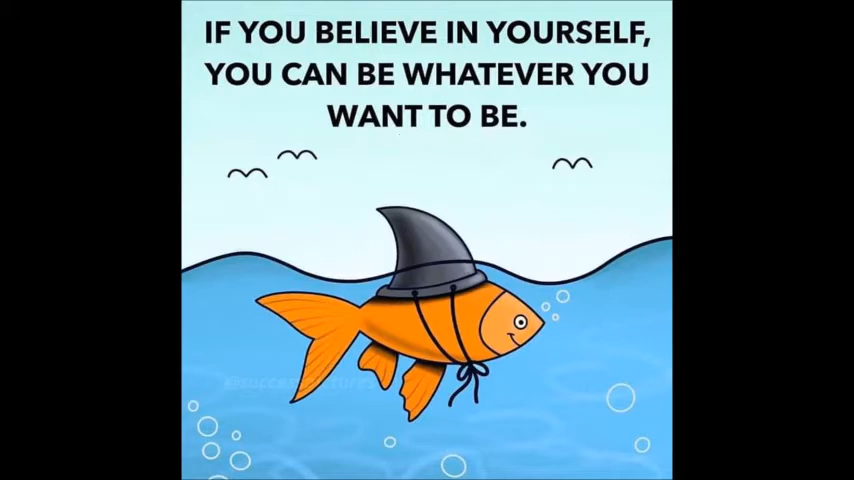 IF YOU BELIEVE IN YOURSELF,
YOU CAN BE WHATEVER YOU
WANT TO BE.